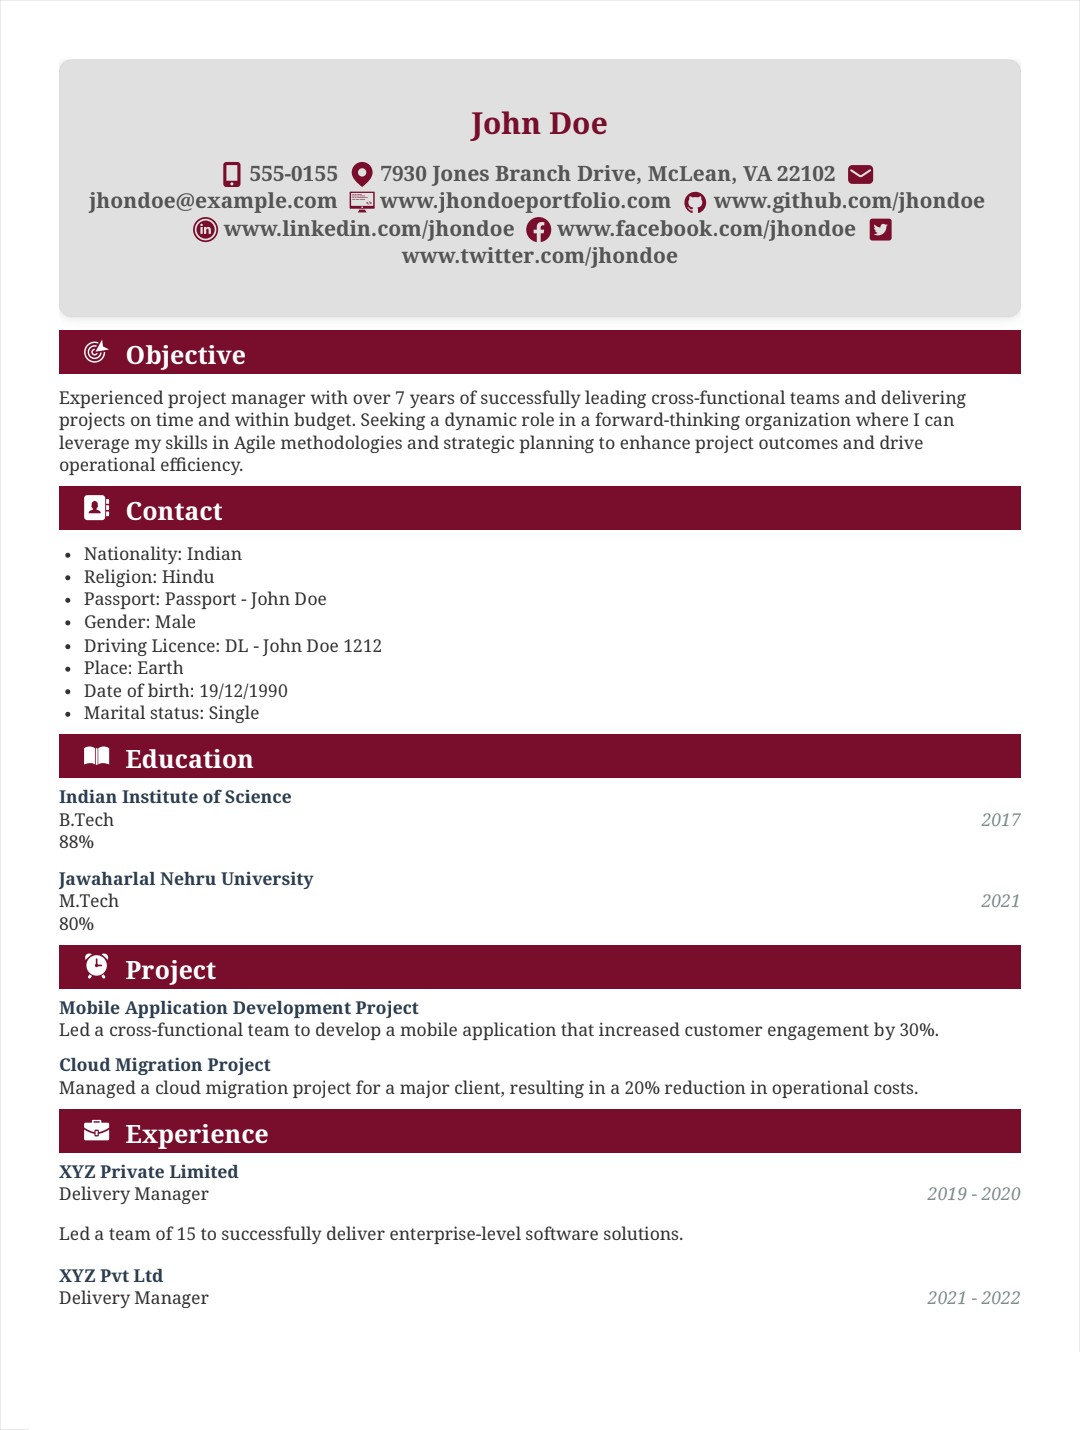 John Doe
555-0155 7930 Jones Branch Drive, McLean, VA 22102
jhondoe@example.com www.jhondoeportfolio.com www.github.com/jhondoe
www.linkedin.com/jhondoe www.facebook.com/jhondoe
www.twitter.com/jhondoe
Objective
Experienced project manager with over 7 years of successfully leading cross-functional teams and delivering
projects on time and within budget. Seeking a dynamic role in a forward-thinking organization where I can
leverage my skills in Agile methodologies and strategic planning to enhance project outcomes and drive
operational efficiency.
Contact
• Nationality: Indian
• Religion: Hindu
• Passport: Passport - John Doe
• Gender: Male
• Driving Licence: DL - John Doe 1212
• Place: Earth
• Date of birth: 19/12/1990
• Marital status: Single
Education
Indian Institute of Science
B.Tech 2017
88%
Jawaharlal Nehru University
M.Tech 2021
80%
Project
Mobile Application Development Project
Led a cross-functional team to develop a mobile application that increased customer engagement by 30%.
Cloud Migration Project
Managed a cloud migration project for a major client, resulting in a 20% reduction in operational costs.
Experience
XYZ Private Limited
Delivery Manager 2019 - 2020
Led a team of 15 to successfully deliver enterprise-level software solutions.
XYZ Pvt Ltd
Delivery Manager 2021 - 2022